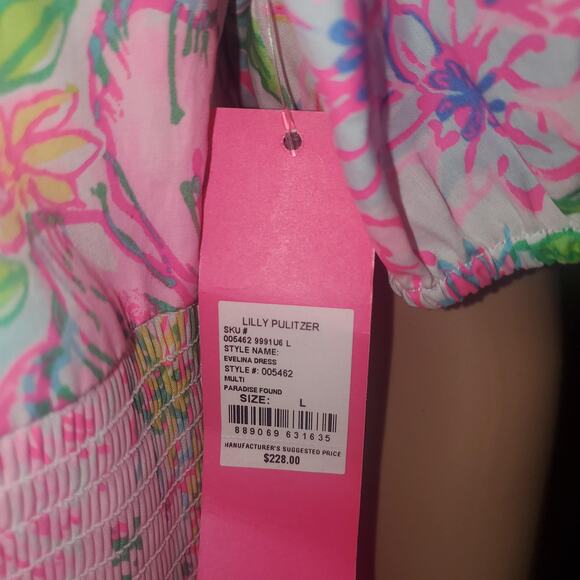 LILLY PULITZER
SKU #
005462 9991U6 L
STYLE NAME:
EVELINA DRESS
STYLE #: 005462
MULTI
PARADISE FOUND
SIZE: L
889069 631635
MANUFACTURER'S SUGGESTED PRICE
$228.00